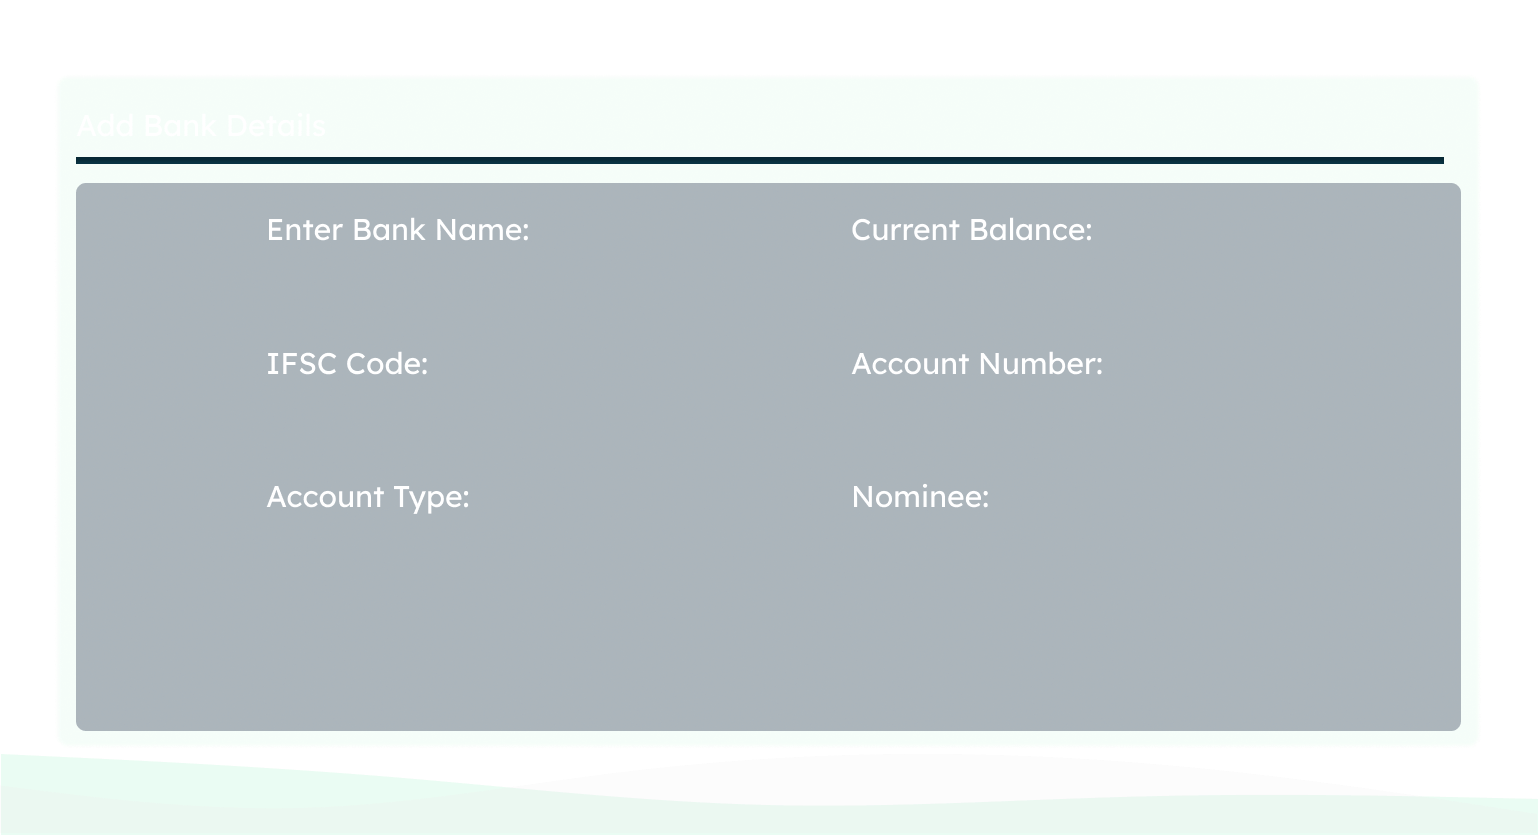 Add Bank Details
Enter Bank Name:
Current Balance:
IFSC Code:
Account Number:
Account Type:
Nominee: